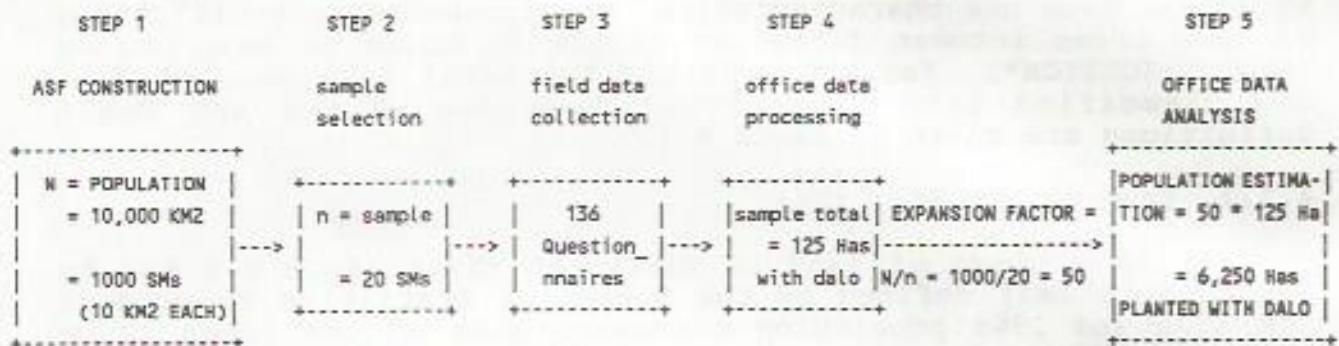 STEP 1 STEP 2 STEP 3 STEP 4 STEP 5
ASF CONSTRUCTION sample field data office data OFFICE DATA
selection collection processing ANALYSIS
N = POPULATION POPULATION ESTIMA-
= 10,000 KM2 n = sample 136 sample total EXPANSION FACTOR = TION = 50 * 125 Ha
---> ---> Question_ ---> = 125 Has ------------------>
= 1000 SMs = 20 SMs nnaires with dalo N/n = 1000/20 = 50 = 6,250 Has
(10 KM2 EACH) PLANTED WITH DALO